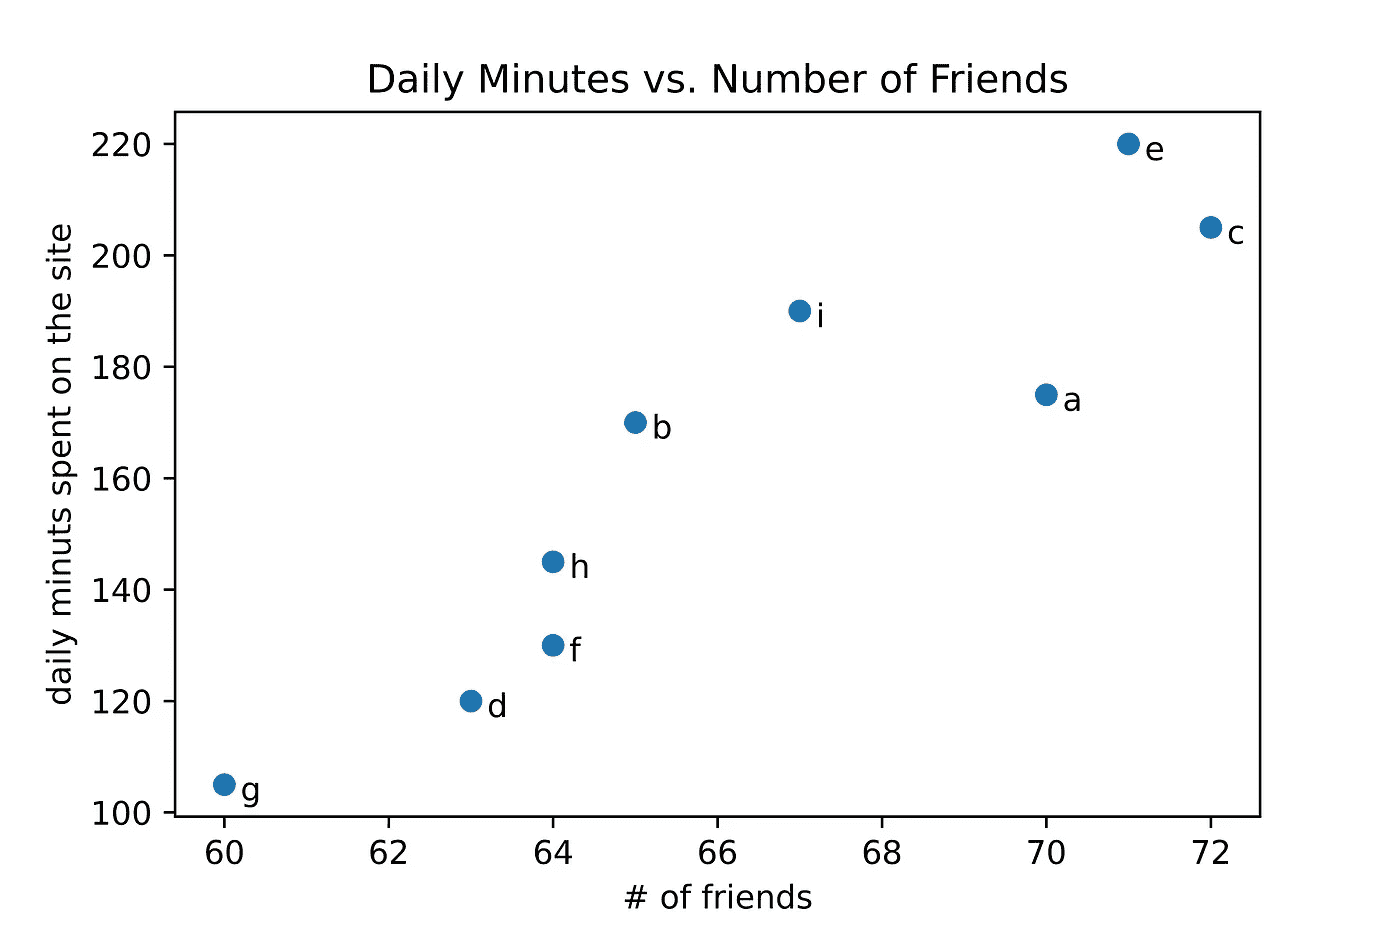 Daily Minutes vs. Number of Friends
daily minuts spent on the site
220
200
180
160
140
120
100
e
c
i
a
b
h
f
d
g
60 62 64 66 68 70 72
# of friends